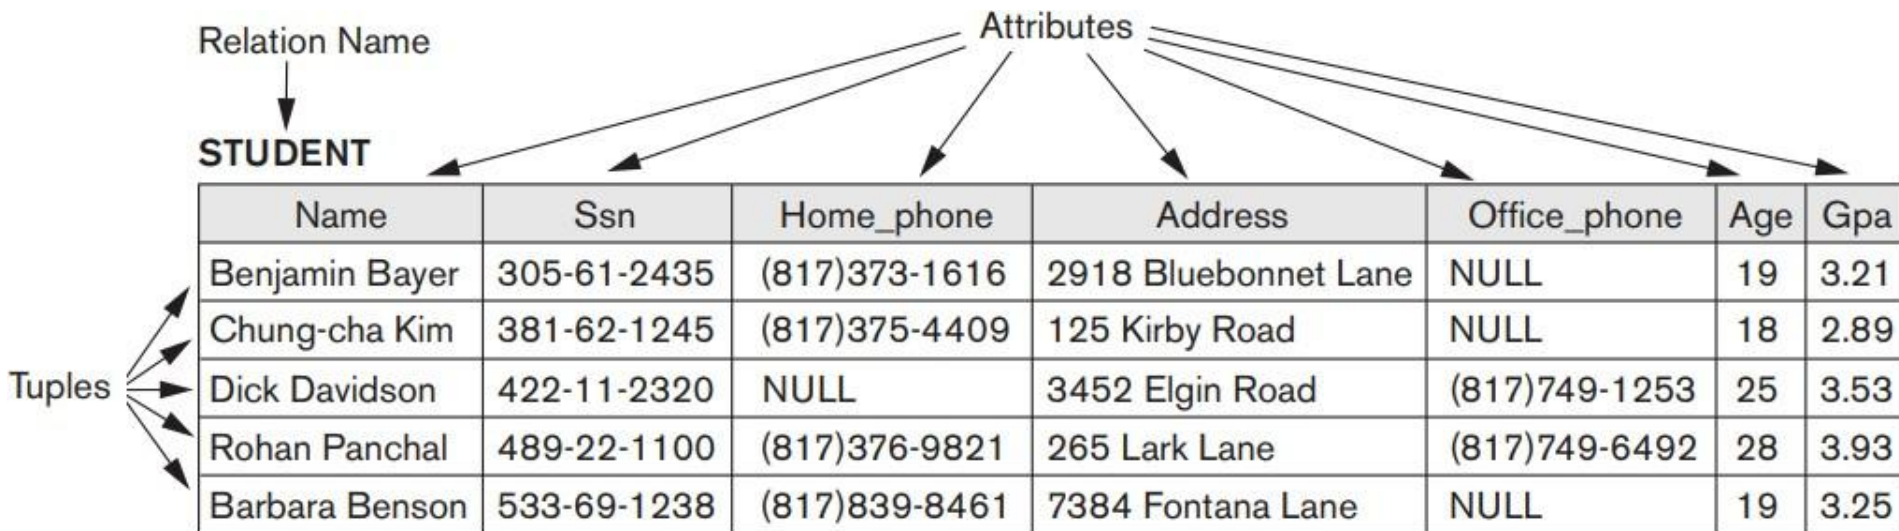 Attributes
Relation Name
STUDENT
Name Ssn Home_phone Address Office_phone Age Gpa
Benjamin Bayer 305-61-2435 (817)373-1616 2918 Bluebonnet Lane NULL 19 3.21
Chung-cha Kim 381-62-1245 (817)375-4409 125 Kirby Road NULL 18 2.89
Tuples Dick Davidson 422-11-2320 NULL 3452 Elgin Road (817)749-1253 25 3.53
Rohan Panchal 489-22-1100 (817)376-9821 265 Lark Lane (817)749-6492 28 3.93
Barbara Benson 533-69-1238 (817)839-8461 7384 Fontana Lane NULL 19 3.25